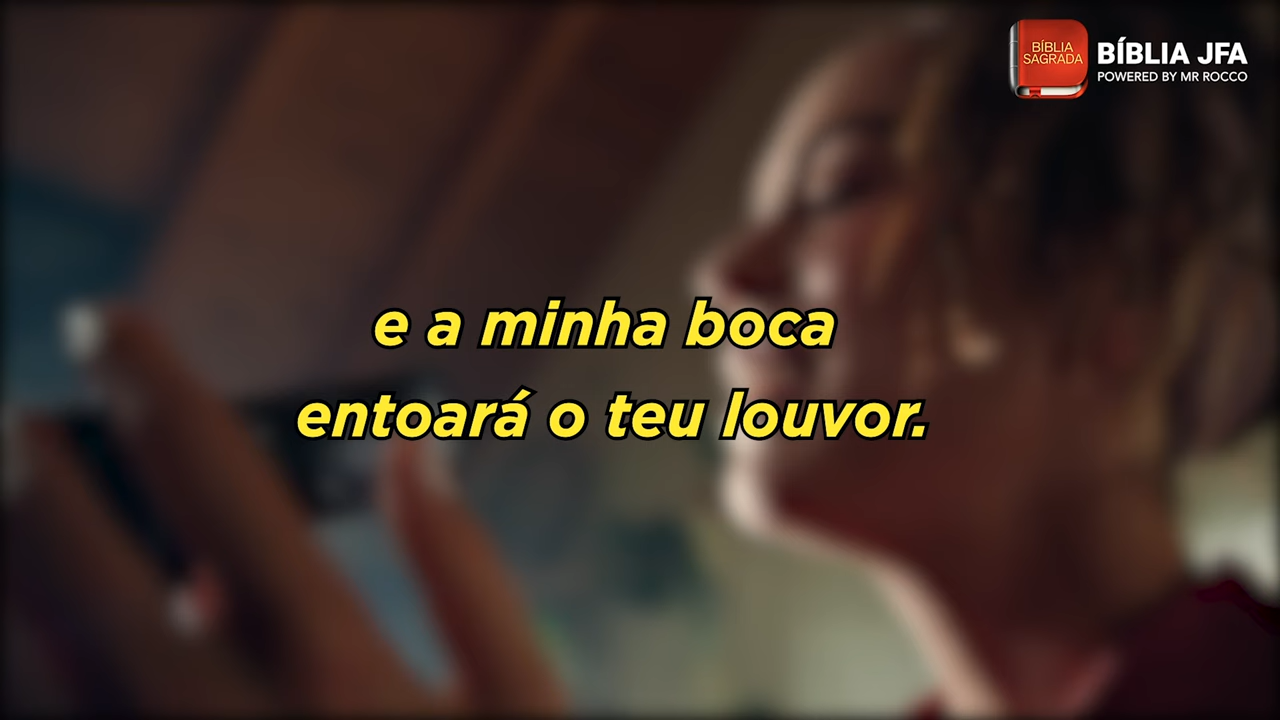 BÍBLIA
SAGRADA
BÍBLIA JFA
POWERED BY MR ROCCO
e a minha boca
entoará o teu louvor.